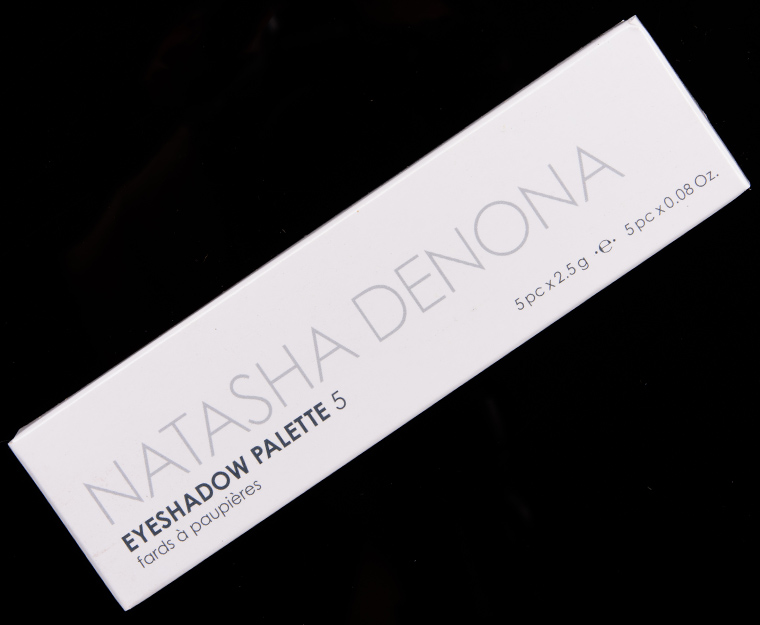 NATASHA DENONA
EYESHADOW PALETTE 5
fards à paupières
5 pc x 2.5 g ·e· 5 pc x 0.08 Oz.